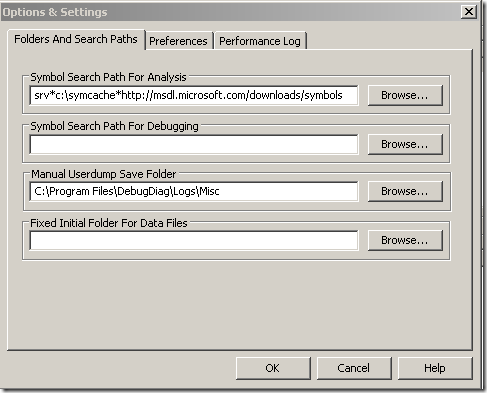 Options & Settings
Folders And Search Paths Preferences Performance Log
Symbol Search Path For Analysis
srv*c:\symcache*http://msdl.microsoft.com/downloads/symbols Browse...
Symbol Search Path For Debugging
Browse...
Manual Userdump Save Folder
C:\Program Files\DebugDiag\Logs\Misc Browse...
Fixed Initial Folder For Data Files
Browse...
OK Cancel Help